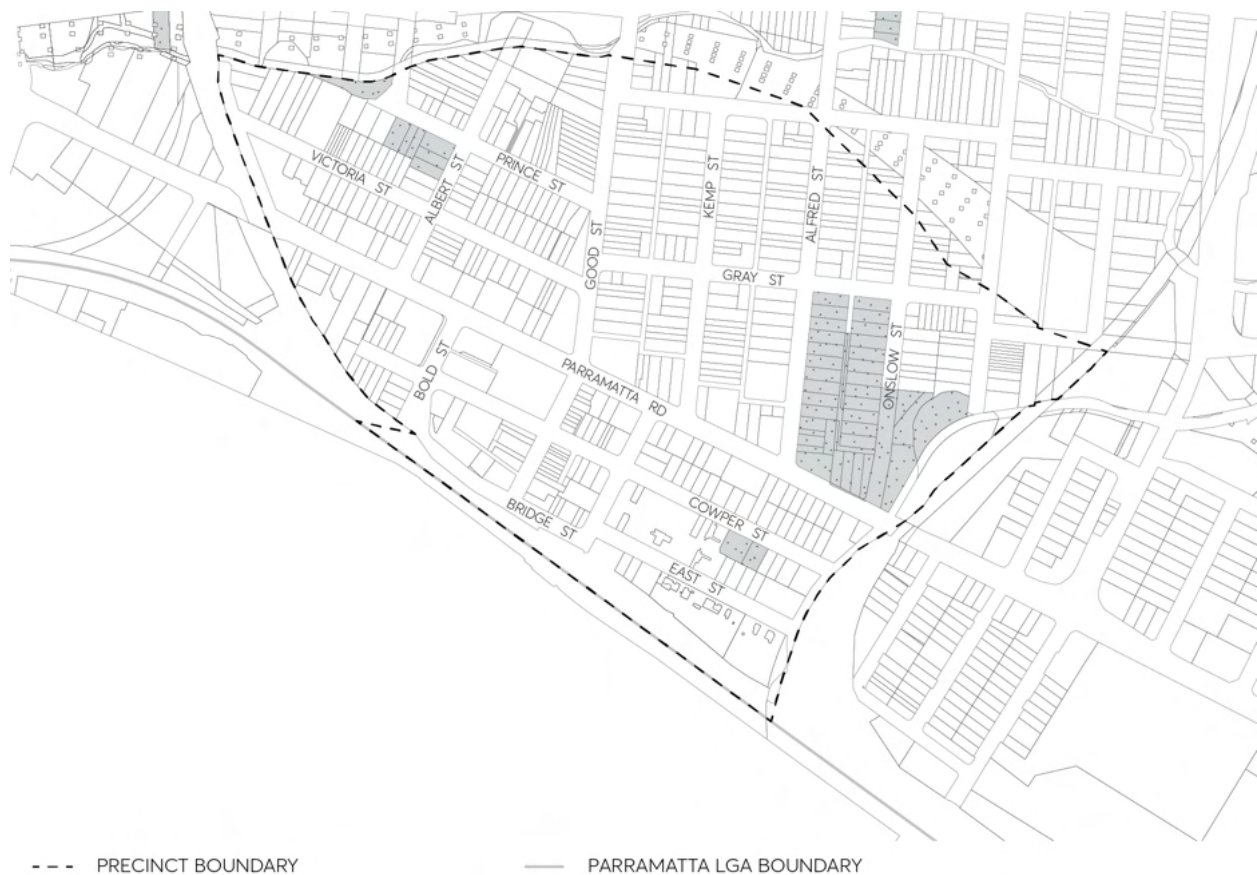 VICTORIA ST
ALBERT ST
PRINCE ST
GOOD ST
KEMP ST
ALFRED ST
GRAY ST
ONSLOW ST
BOLD ST
PARRAMATTA RD
COWPER ST
BRIDGE ST
EAST ST
PRECINCT BOUNDARY
PARRAMATTA LGA BOUNDARY